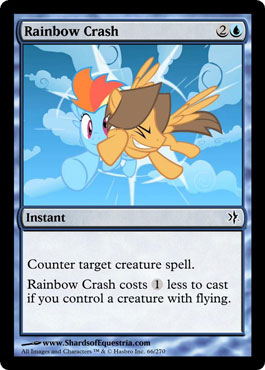 Rainbow Crash 2
Instant
Counter target creature spell.
Rainbow Crash costs 1 less to cast
if you control a creature with flying.
www.ShardsofEquestria.com
All Images and Characters ™ & © Hasbro Inc. 66/270